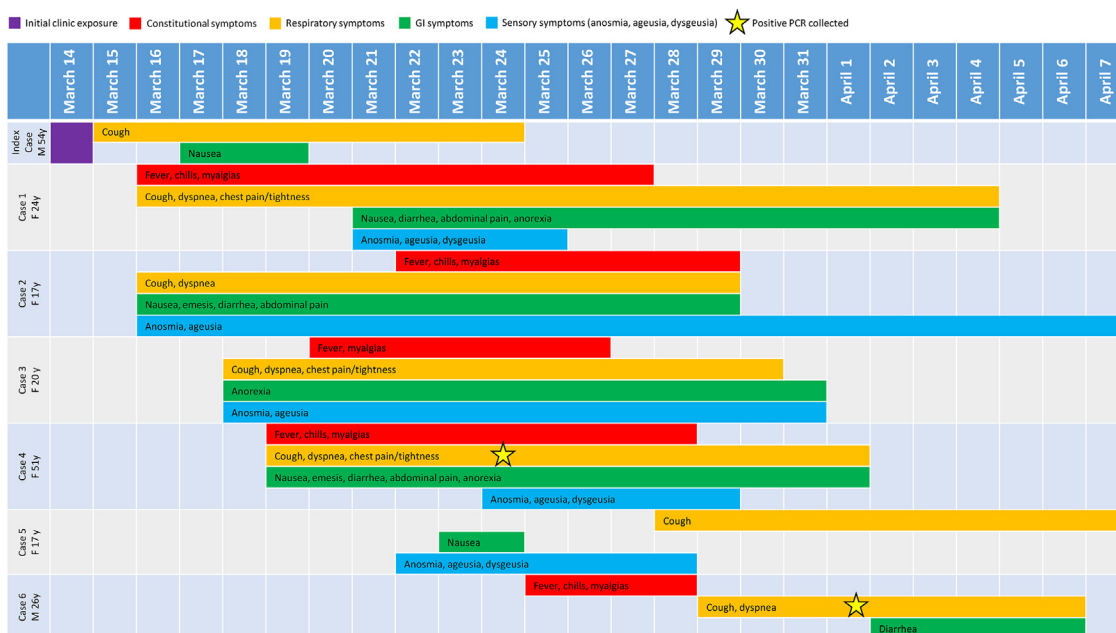 Initial clinic exposure Constitutional symptoms Respiratory symptoms GI symptoms Sensory symptoms (anosmia, ageusia, dysgeusia) Positive PCR collected
March 14 March 15 March 16 March 17 March 18 March 19 March 20 March 21 March 22 March 23 March 24 March 25 March 26 March 27 March 28 March 29 March 30 March 31 April 1 April 2 April 3 April 4 April 5 April 6 April 7
Index
Case
M 54y
Cough
Nausea
Case 1
F 24y
Fever, chills, myalgias
Cough, dyspnea, chest pain/tightness
Nausea, diarrhea, abdominal pain, anorexia
Anosmia, ageusia, dysgeusia
Case 2
F 17y
Fever, chills, myalgias
Cough, dyspnea
Nausea, emesis, diarrhea, abdominal pain
Anosmia, ageusia
Case 3
F 20 y
Fever, myalgias
Cough, dyspnea, chest pain/tightness
Anorexia
Anosmia, ageusia
Case 4
F 51y
Fever, chills, myalgias
Cough, dyspnea, chest pain/tightness
Nausea, emesis, diarrhea, abdominal pain, anorexia
Anosmia, ageusia, dysgeusia
Case 5
F 17 y
Cough
Nausea
Anosmia, ageusia, dysgeusia
Case 6
M 26y
Fever, chills, myalgias
Cough, dyspnea
Diarrhea